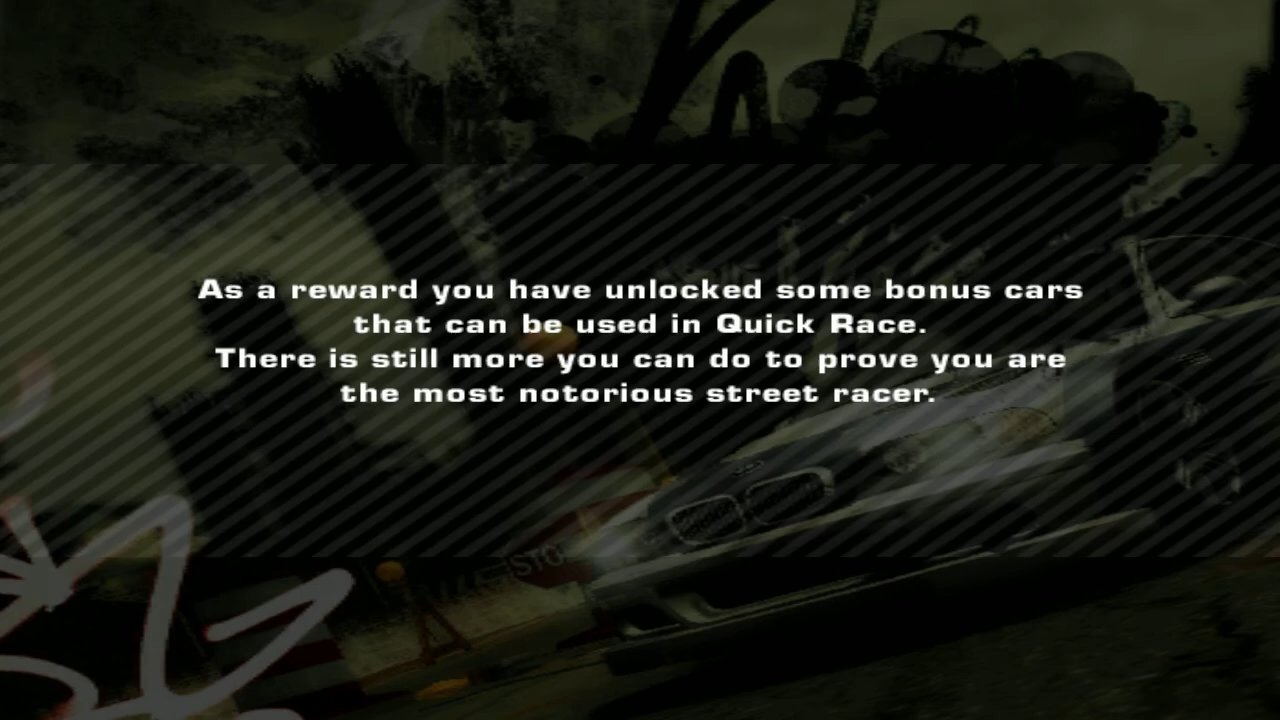 As a reward you have unlocked some bonus cars
that can be used in Quick Race.
There is still more you can do to prove you are
the most notorious street racer.
STO